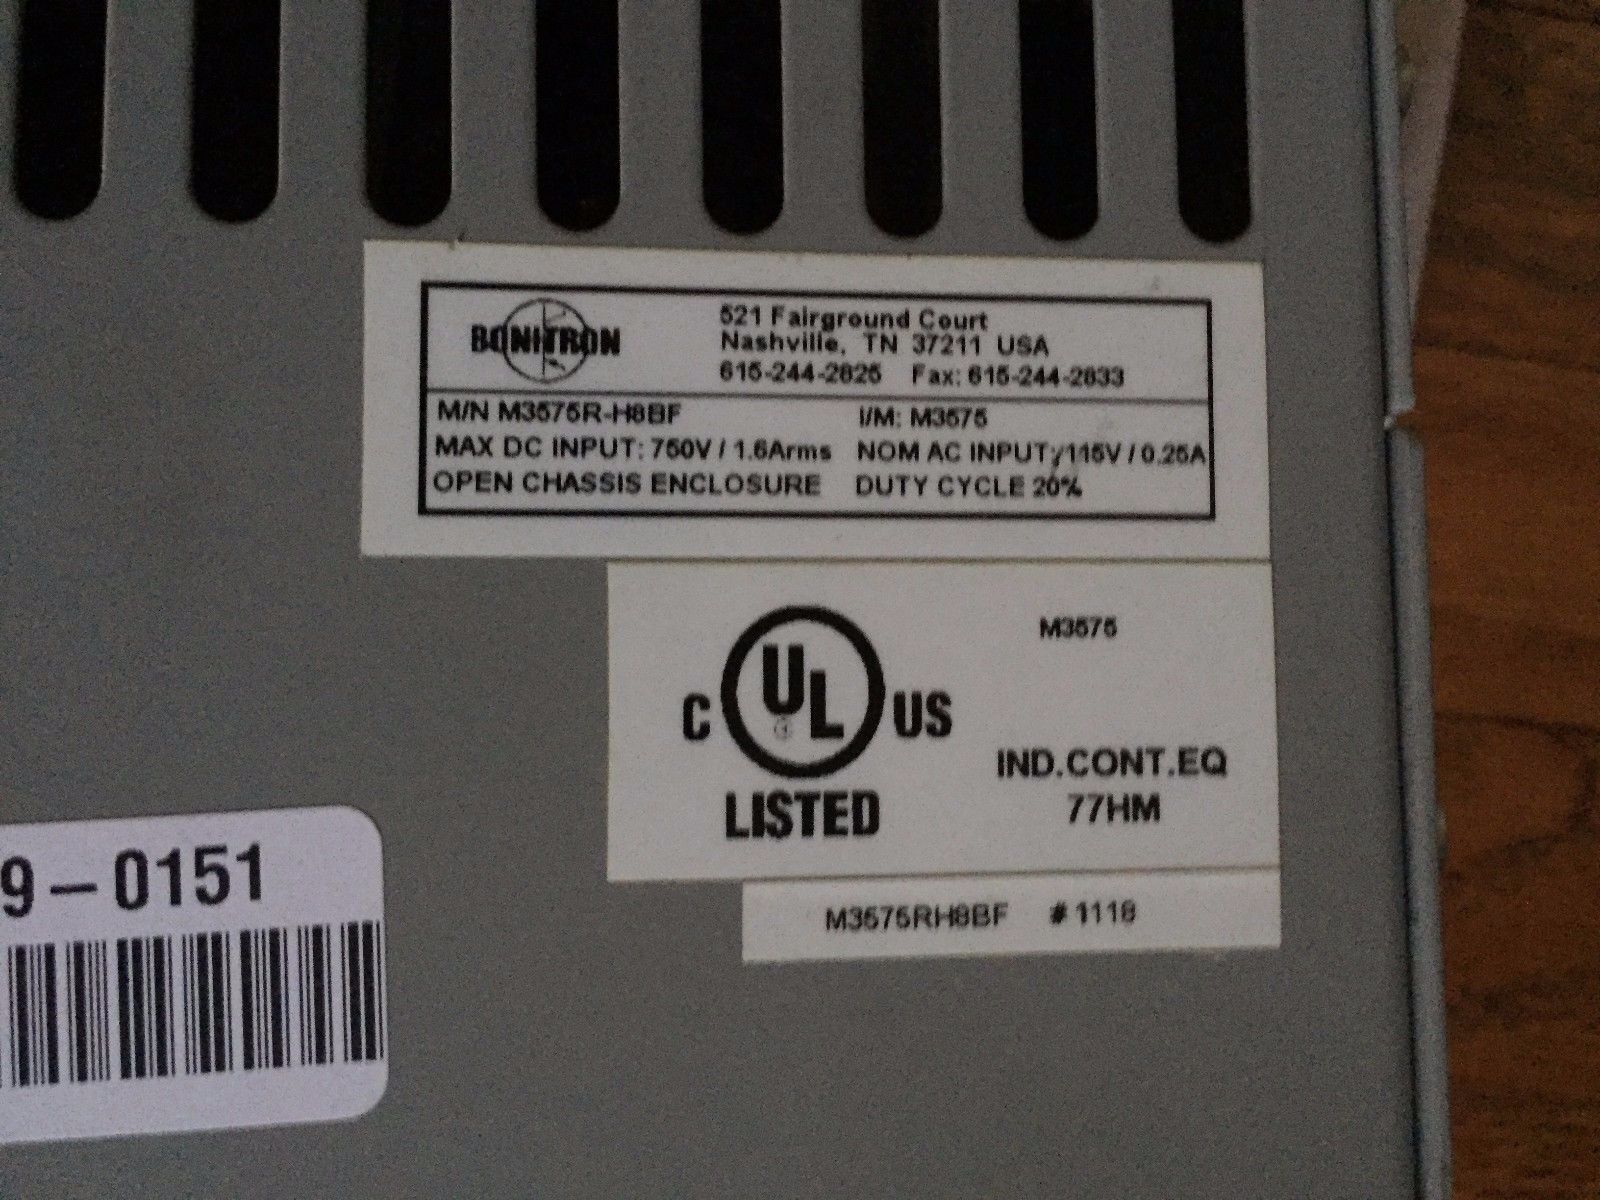 BONITRON
521 Fairground Court
Nashville, TN 37211 USA
615-244-2825 Fax: 615-244-2833
M/N M3575R-H8BF I/M: M3575
MAX DC INPUT: 750V / 1.6Arms NOM AC INPUT: 115V / 0.25A
OPEN CHASSIS ENCLOSURE DUTY CYCLE 20%
M3575
C UL US
LISTED
IND.CONT.EQ
77HM
M3575RH8BF # 1118
9-0151